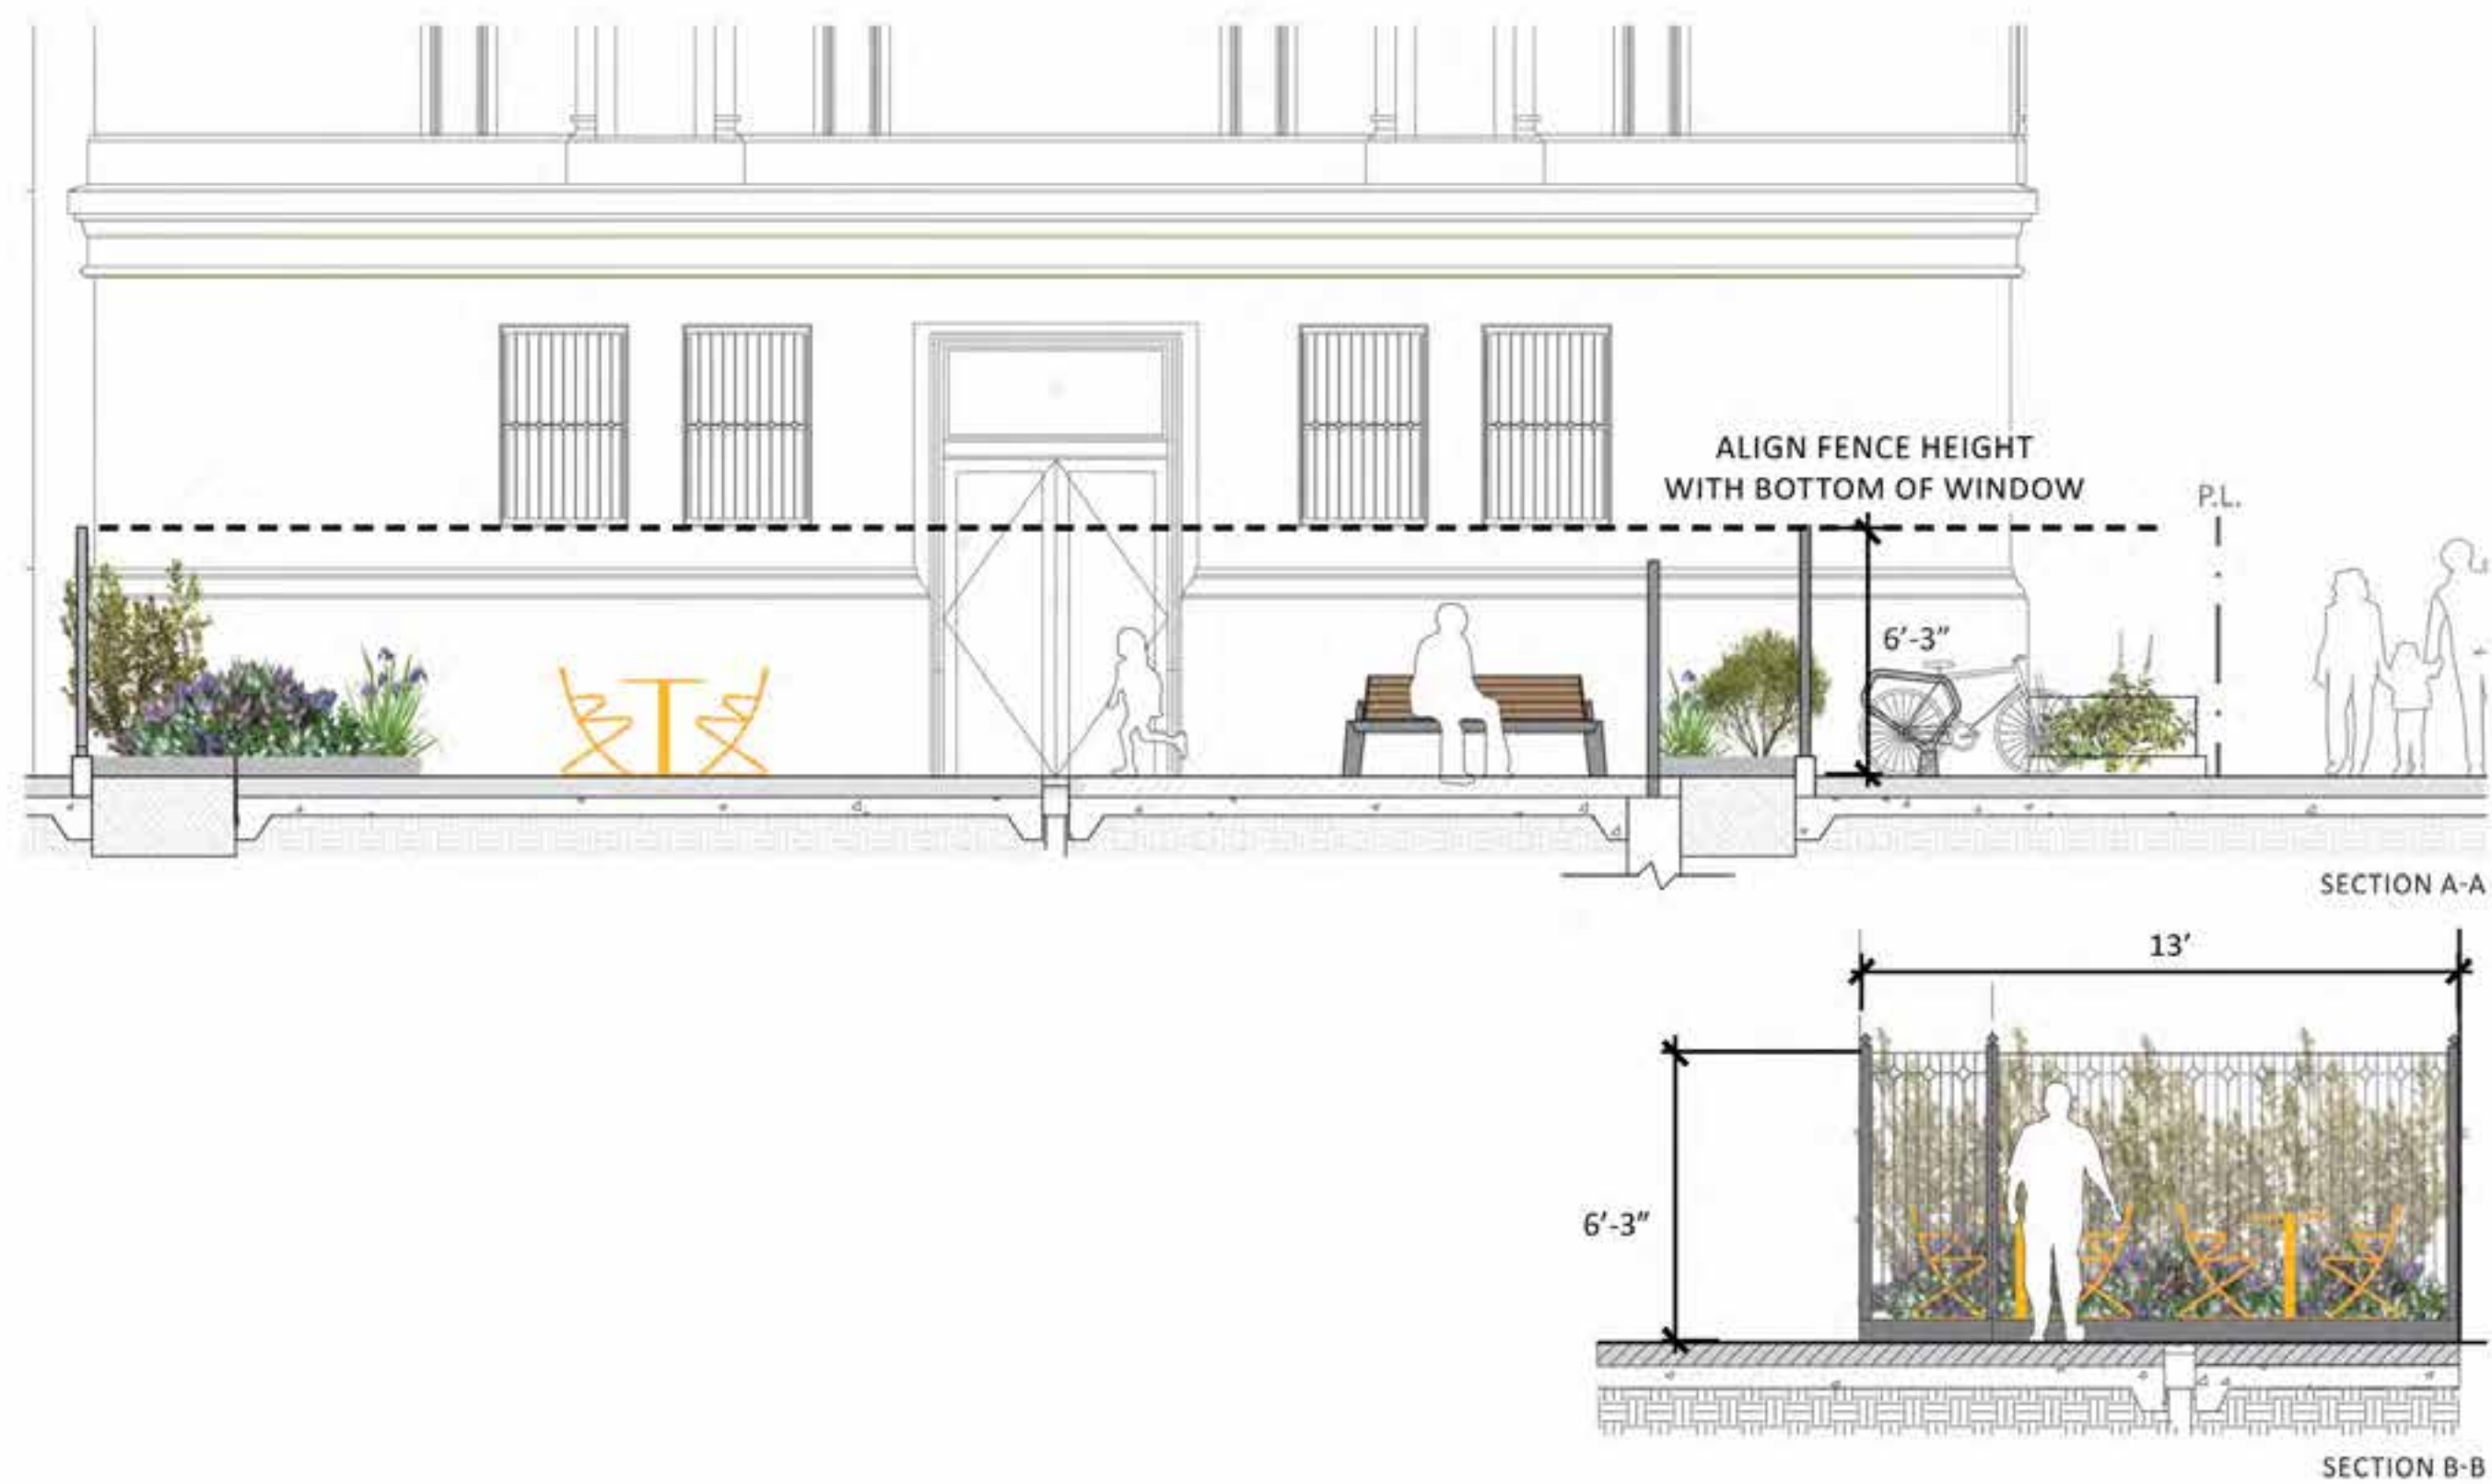 ALIGN FENCE HEIGHT
WITH BOTTOM OF WINDOW
P.L.
6'-3"
SECTION A-A
13'
6'-3"
SECTION B-B